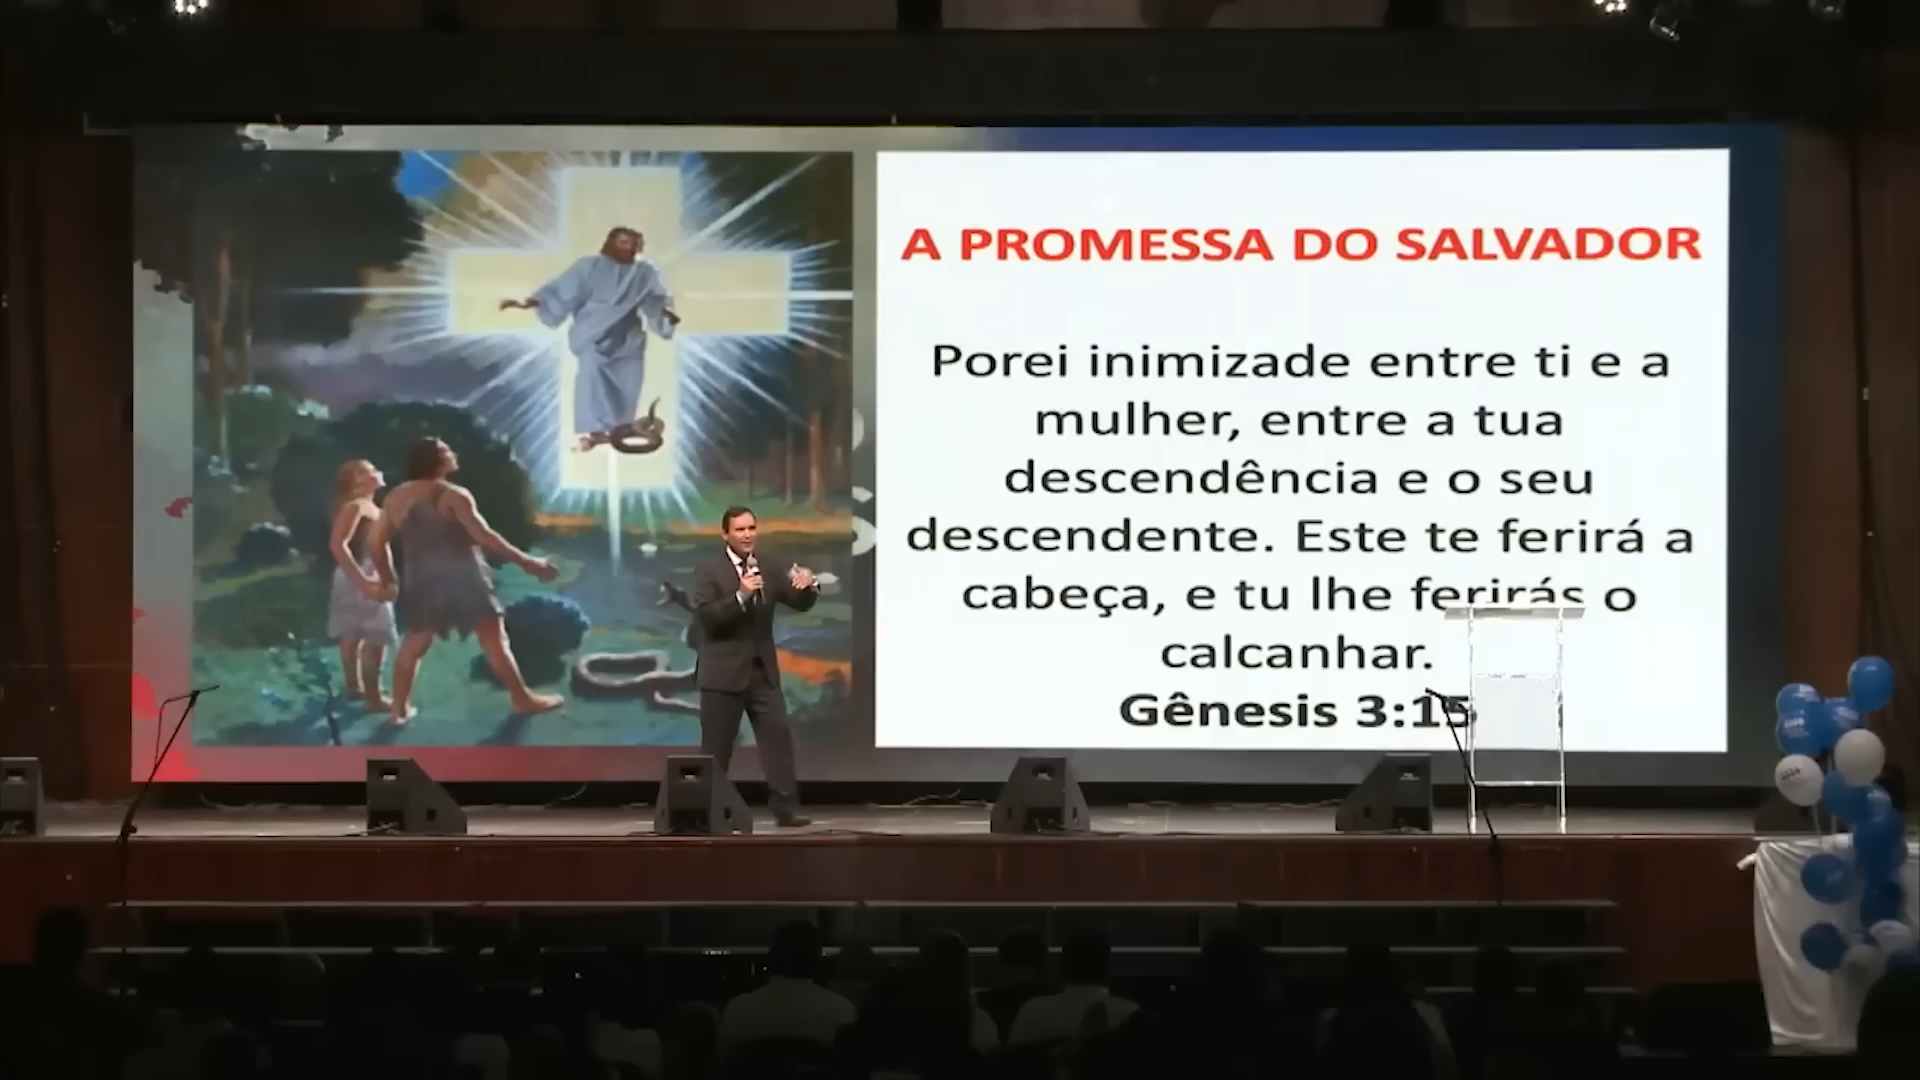 A PROMESSA DO SALVADOR
Porei inimizade entre ti e a
mulher, entre a tua
descendência e o seu
descendente. Este te ferirá a
cabeça, e tu lhe ferirás o
calcanhar.
Gênesis 3:15